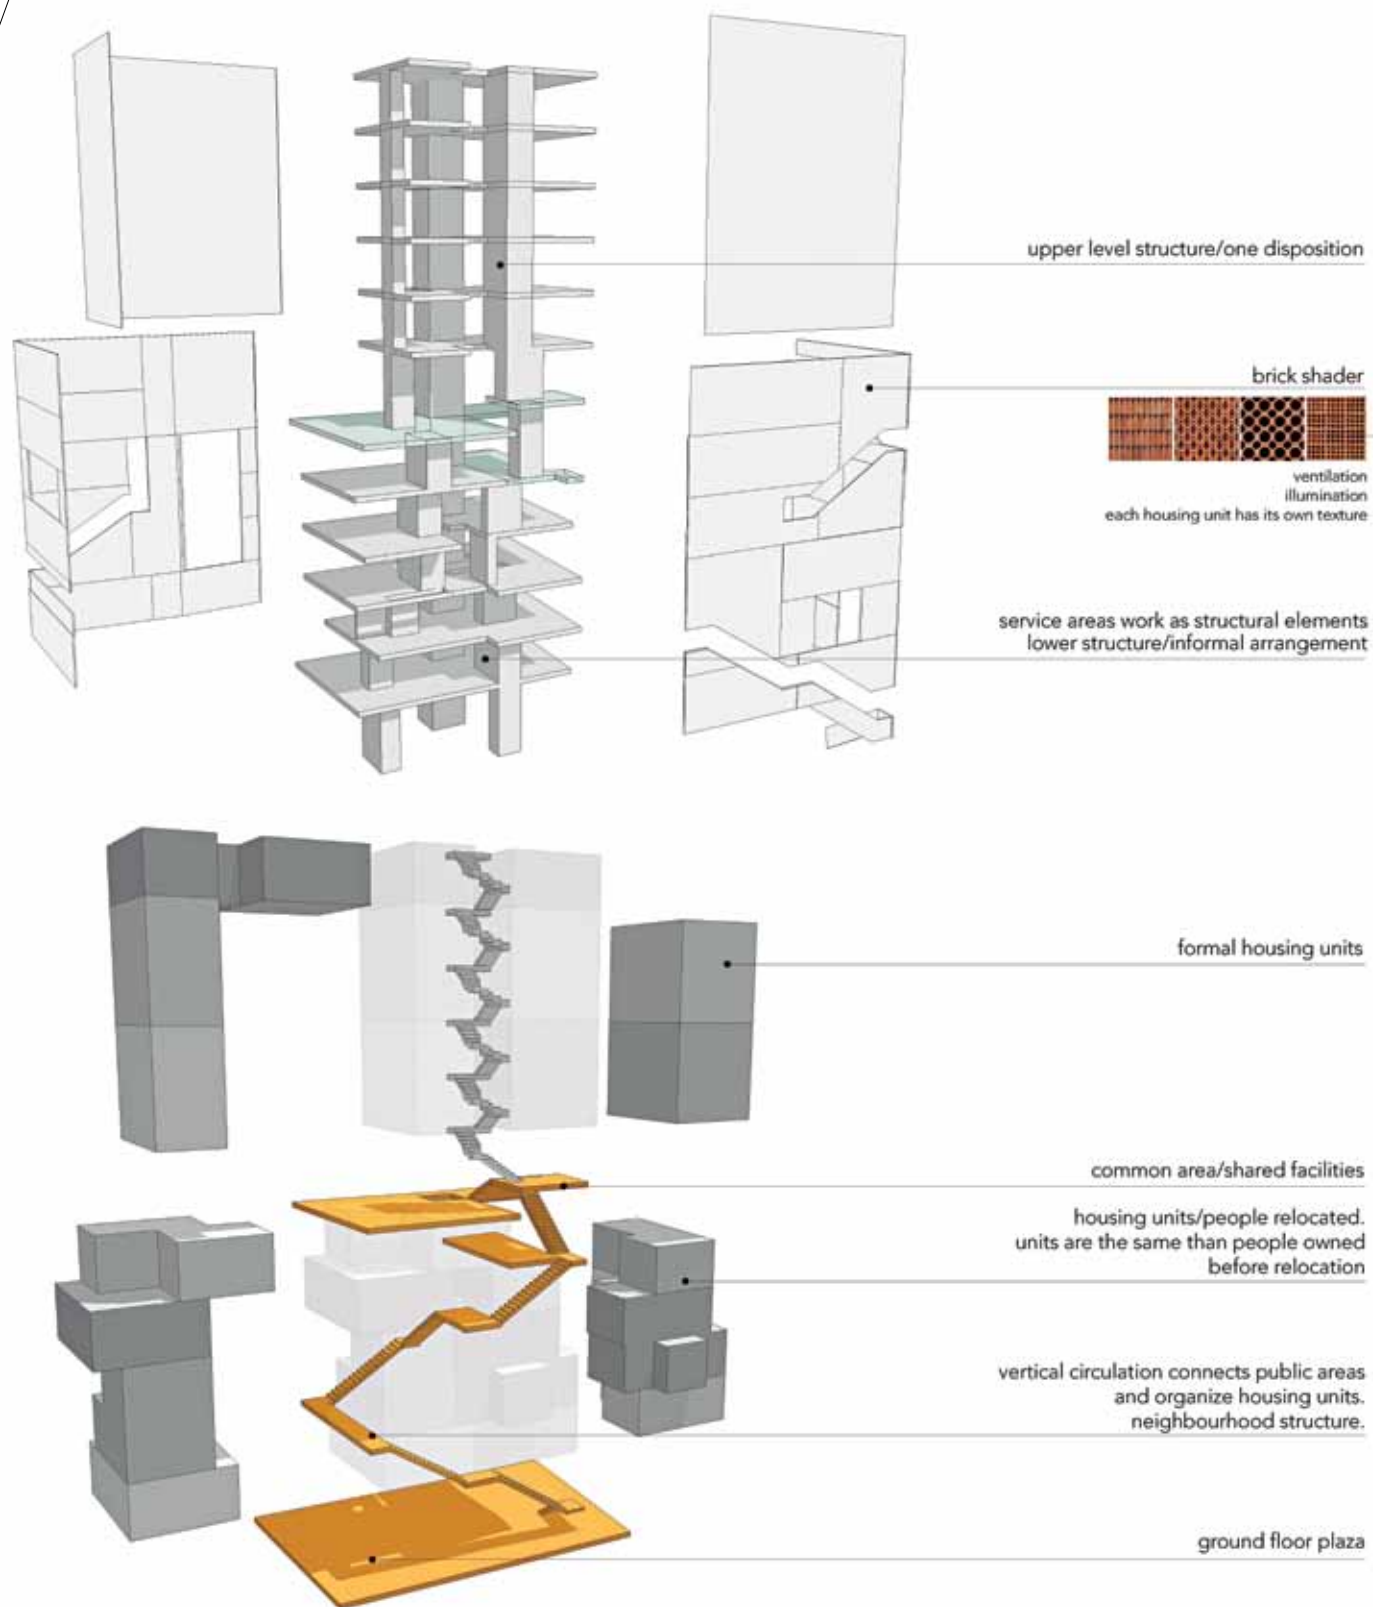 upper level structure/one disposition
brick shader
ventilation
illumination
each housing unit has its own texture
service areas work as structural elements
lower structure/informal arrangement
formal housing units
common area/shared facilities
housing units/people relocated.
units are the same than people owned
before relocation
vertical circulation connects public areas
and organize housing units.
neighbourhood structure.
ground floor plaza